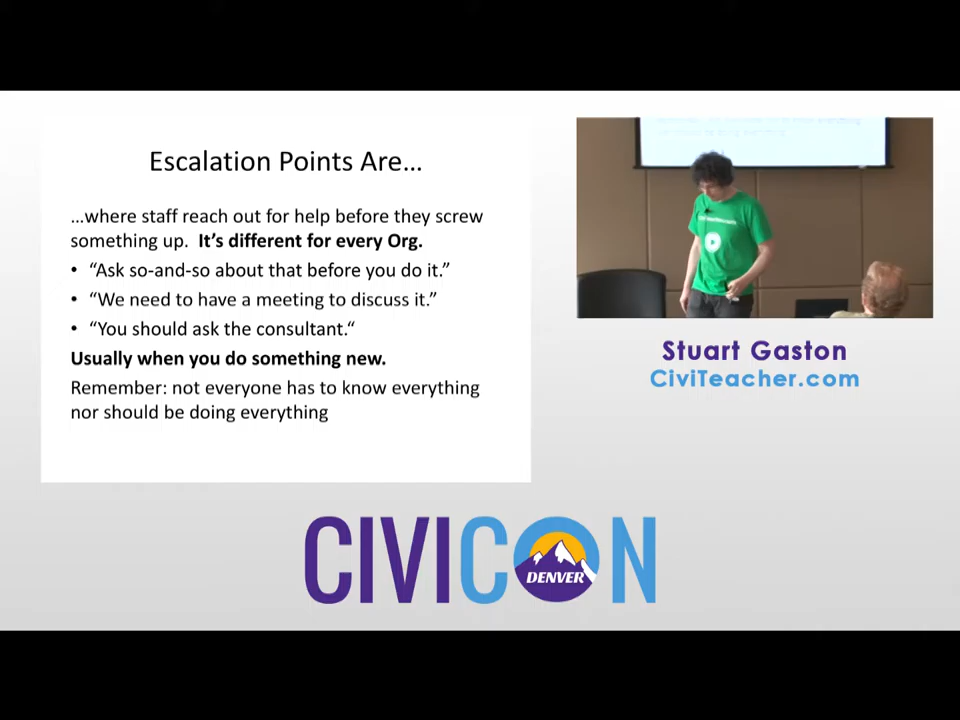 Escalation Points Are…
…where staff reach out for help before they screw
something up.  It’s different for every Org.
• “Ask so-and-so about that before you do it.”
• “We need to have a meeting to discuss it.”
• “You should ask the consultant.“
Usually when you do something new.
Remember: not everyone has to know everything
nor should be doing everything
Stuart Gaston
CiviTeacher.com
CIVICON
DENVER